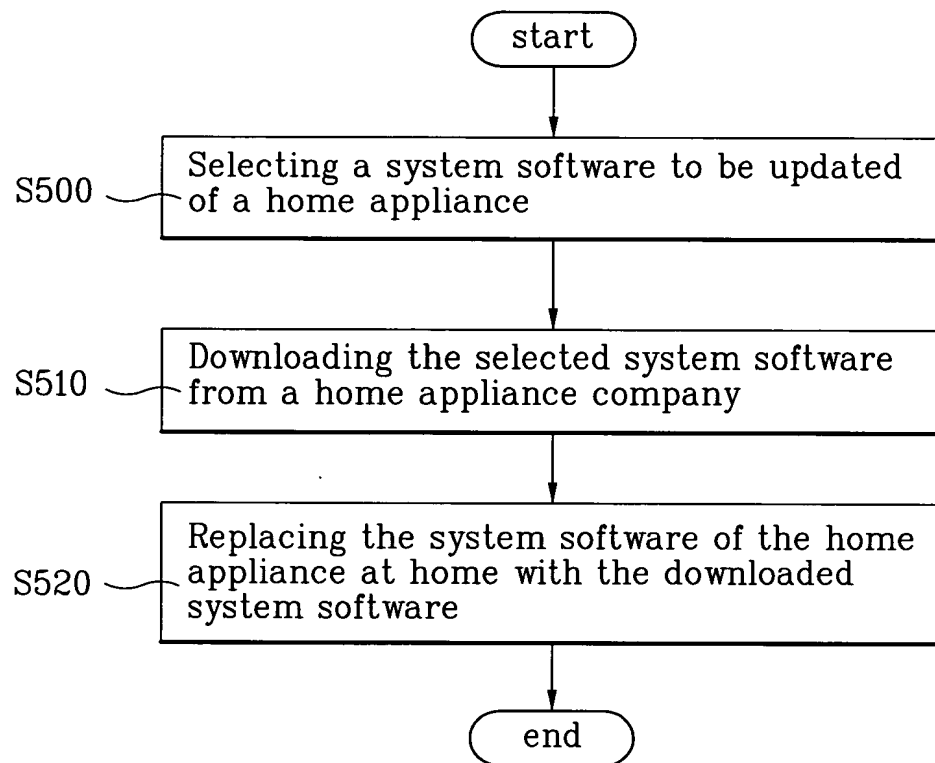 start
Selecting a system software to be updated
of a home appliance
S500
Downloading the selected system software
from a home appliance company
S510
Replacing the system software of the home
appliance at home with the downloaded
system software
S520
end